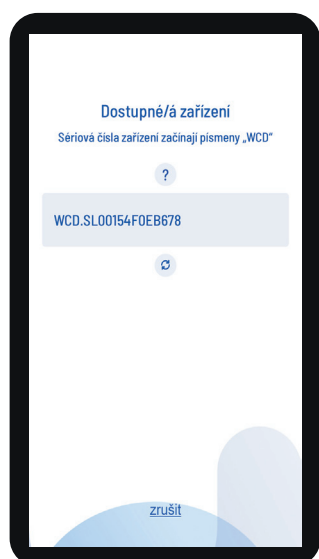 Dostupné/á zařízení
Sériová čísla zařízení začínají písmeny „WCD“
?
WCD.SL00154F0EB678
zrušit